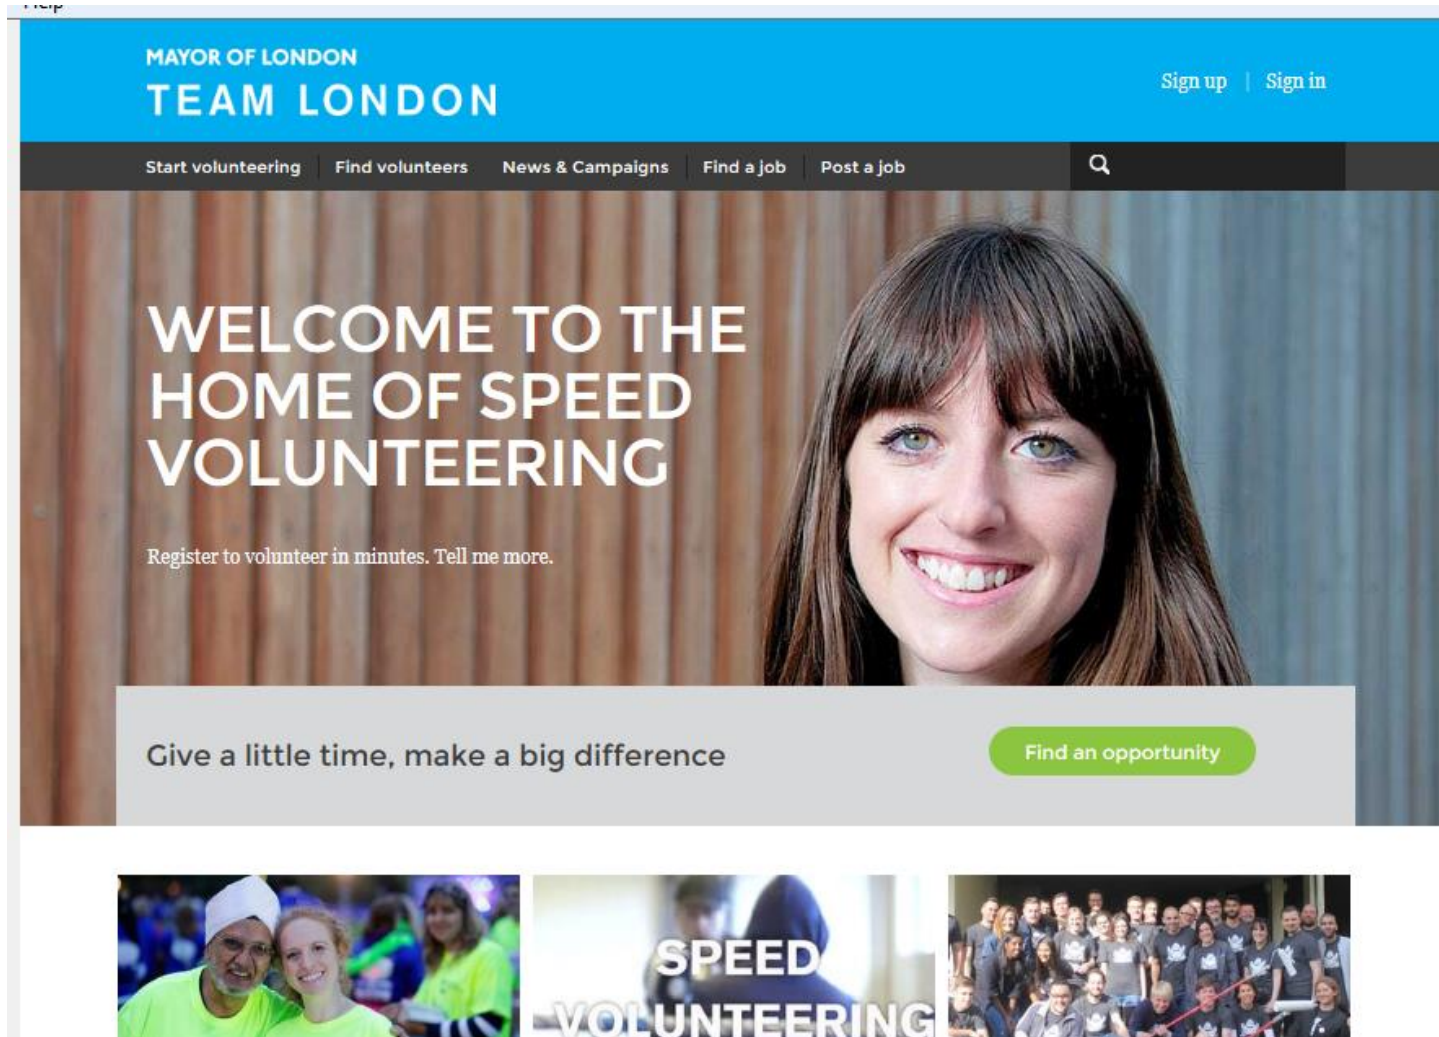 Help
MAYOR OF LONDON
TEAM LONDON
Sign up | Sign in
Start volunteering | Find volunteers News & Campaigns | Find a job | Post a job
WELCOME TO THE
HOME OF SPEED
VOLUNTEERING
Register to volunteer in minutes. Tell me more.
Give a little time, make a big difference
Find an opportunity
SPEED
VOLUNTEERING